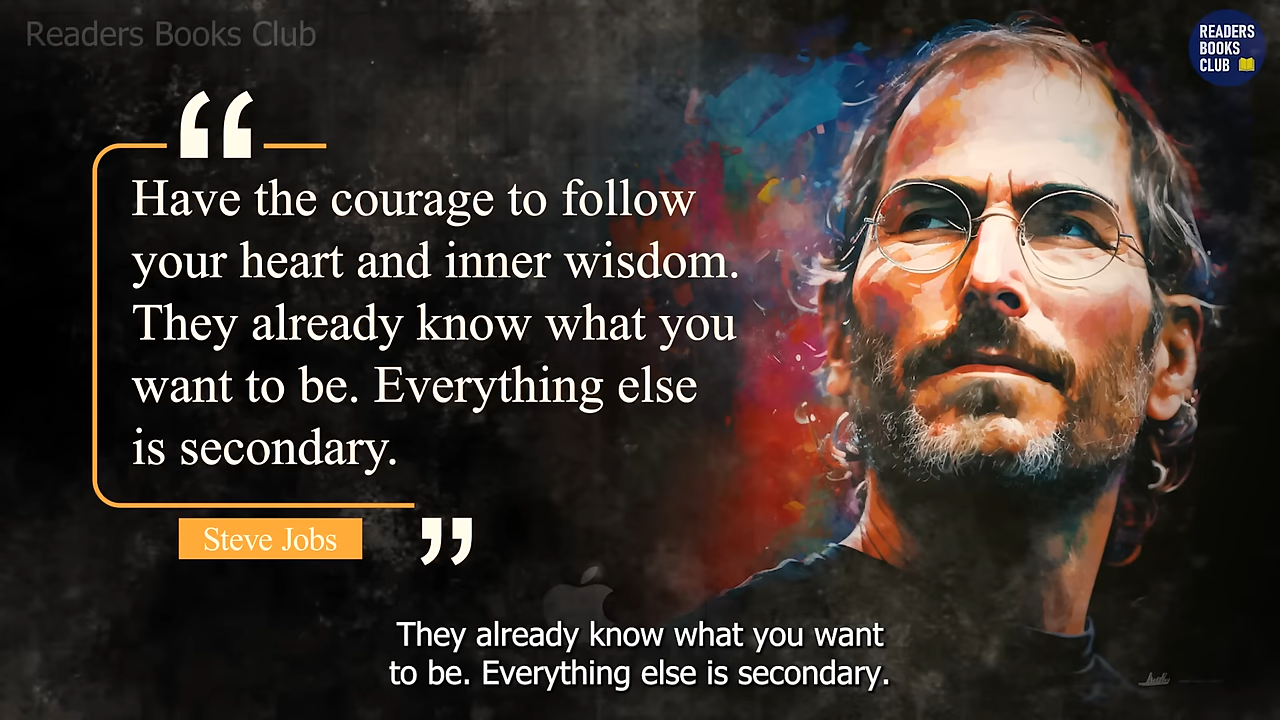 Readers Books Club
READERS
BOOKS
CLUB
“
Have the courage to follow
your heart and inner wisdom.
They already know what you
want to be. Everything else
is secondary.
”
Steve Jobs
They already know what you want
to be. Everything else is secondary.